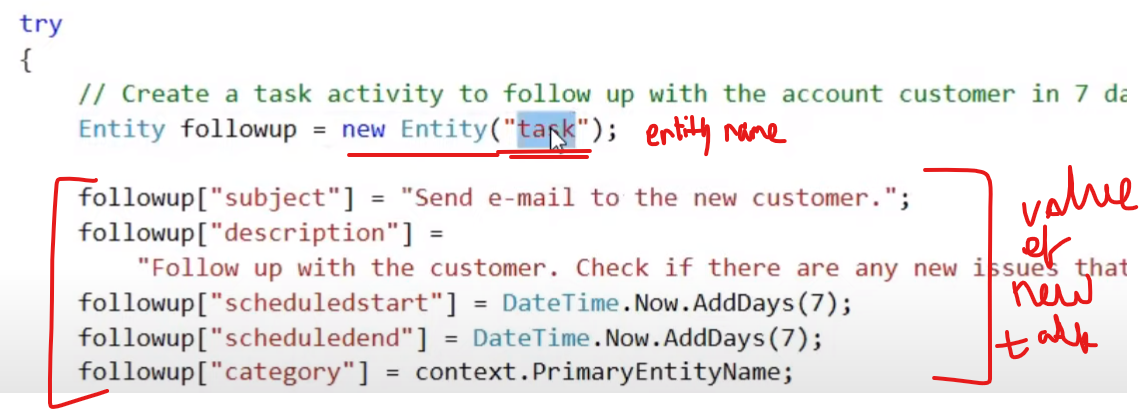 try
{
// Create a task activity to follow up with the account customer in 7 da
Entity followup = new Entity("task"); entity name
followup["subject"] = "Send e-mail to the new customer.";
followup["description"] =
"Follow up with the customer. Check if there are any new issues that
followup["scheduledstart"] = DateTime.Now.AddDays(7);
followup["scheduledend"] = DateTime.Now.AddDays(7);
followup["category"] = context.PrimaryEntityName;
value
of
new